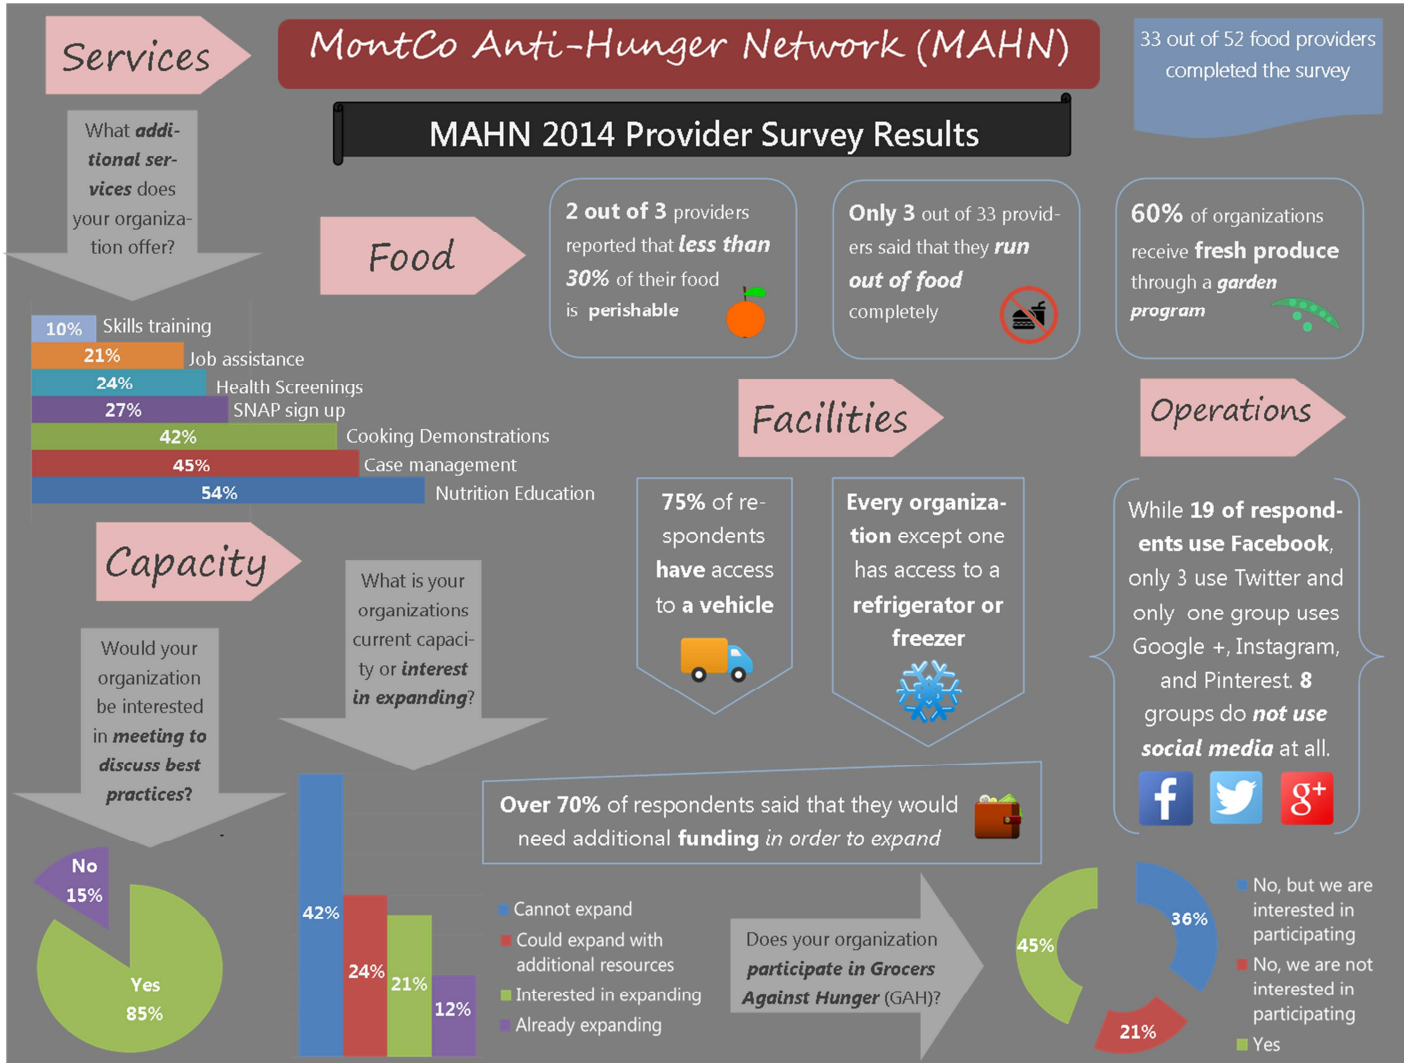 Services
MontCo Anti-Hunger Network (MAHN)
33 out of 52 food providers
completed the survey
MAHN 2014 Provider Survey Results
What addi-
tional ser-
vices does
your organiza-
tion offer?
10% Skills training
21% Job assistance
24% Health Screenings
27% SNAP sign up
42% Cooking Demonstrations
45% Case management
54% Nutrition Education
Food
2 out of 3 providers
reported that less than
30% of their food
is perishable
Only 3 out of 33 provid-
ers said that they run
out of food
completely
60% of organizations
receive fresh produce
through a garden
program
Facilities
75% of re-
spondents
have access
to a vehicle
Every organiza-
tion except one
has access to a
refrigerator or
freezer
Operations
While 19 of respond-
ents use Facebook,
only 3 use Twitter and
only one group uses
Google +, Instagram,
and Pinterest. 8
groups do not use
social media at all.
f
g+
Capacity
Would your
organization
be interested
in meeting to
discuss best
practices?
No
15%
Yes
85%
What is your
organizations
current capaci-
ty or interest
in expanding?
42%
24%
21%
12%
Cannot expand
Could expand with
additional resources
Interested in expanding
Already expanding
Over 70% of respondents said that they would
need additional funding in order to expand
Does your organization
participate in Grocers
Against Hunger (GAH)?
45%
36%
21%
No, but we are
interested in
participating
No, we are not
interested in
participating
Yes